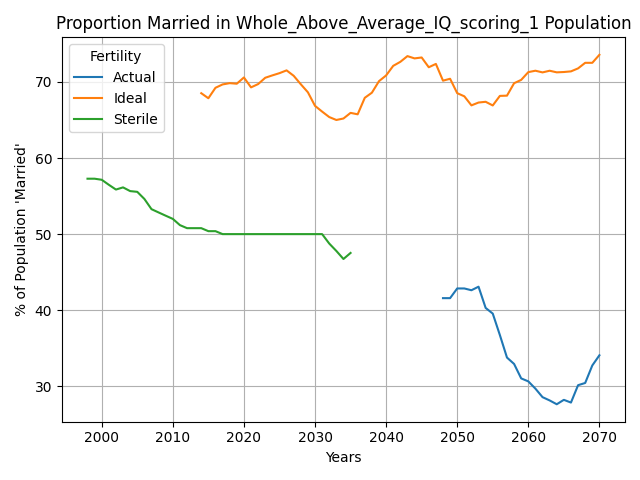 Proportion Married in Whole_Above_Average_IQ_scoring_1 Population
Fertility
Actual
Ideal
Sterile
% of Population 'Married'
70
60
50
40
30
2000 2010 2020 2030 2040 2050 2060 2070
Years